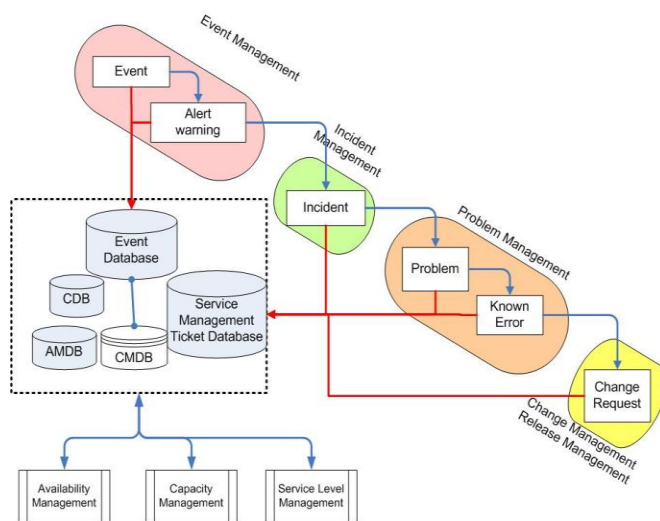 Event Management
Event
Alert
warning
Incident
Management
Incident
Problem Management
Problem
Known
Error
Change
Request
Change Management
Release Management
Event
Database
CDB
Service
Management
Ticket Database
AMDB
CMDB
Availability
Management
Capacity
Management
Service Level
Management